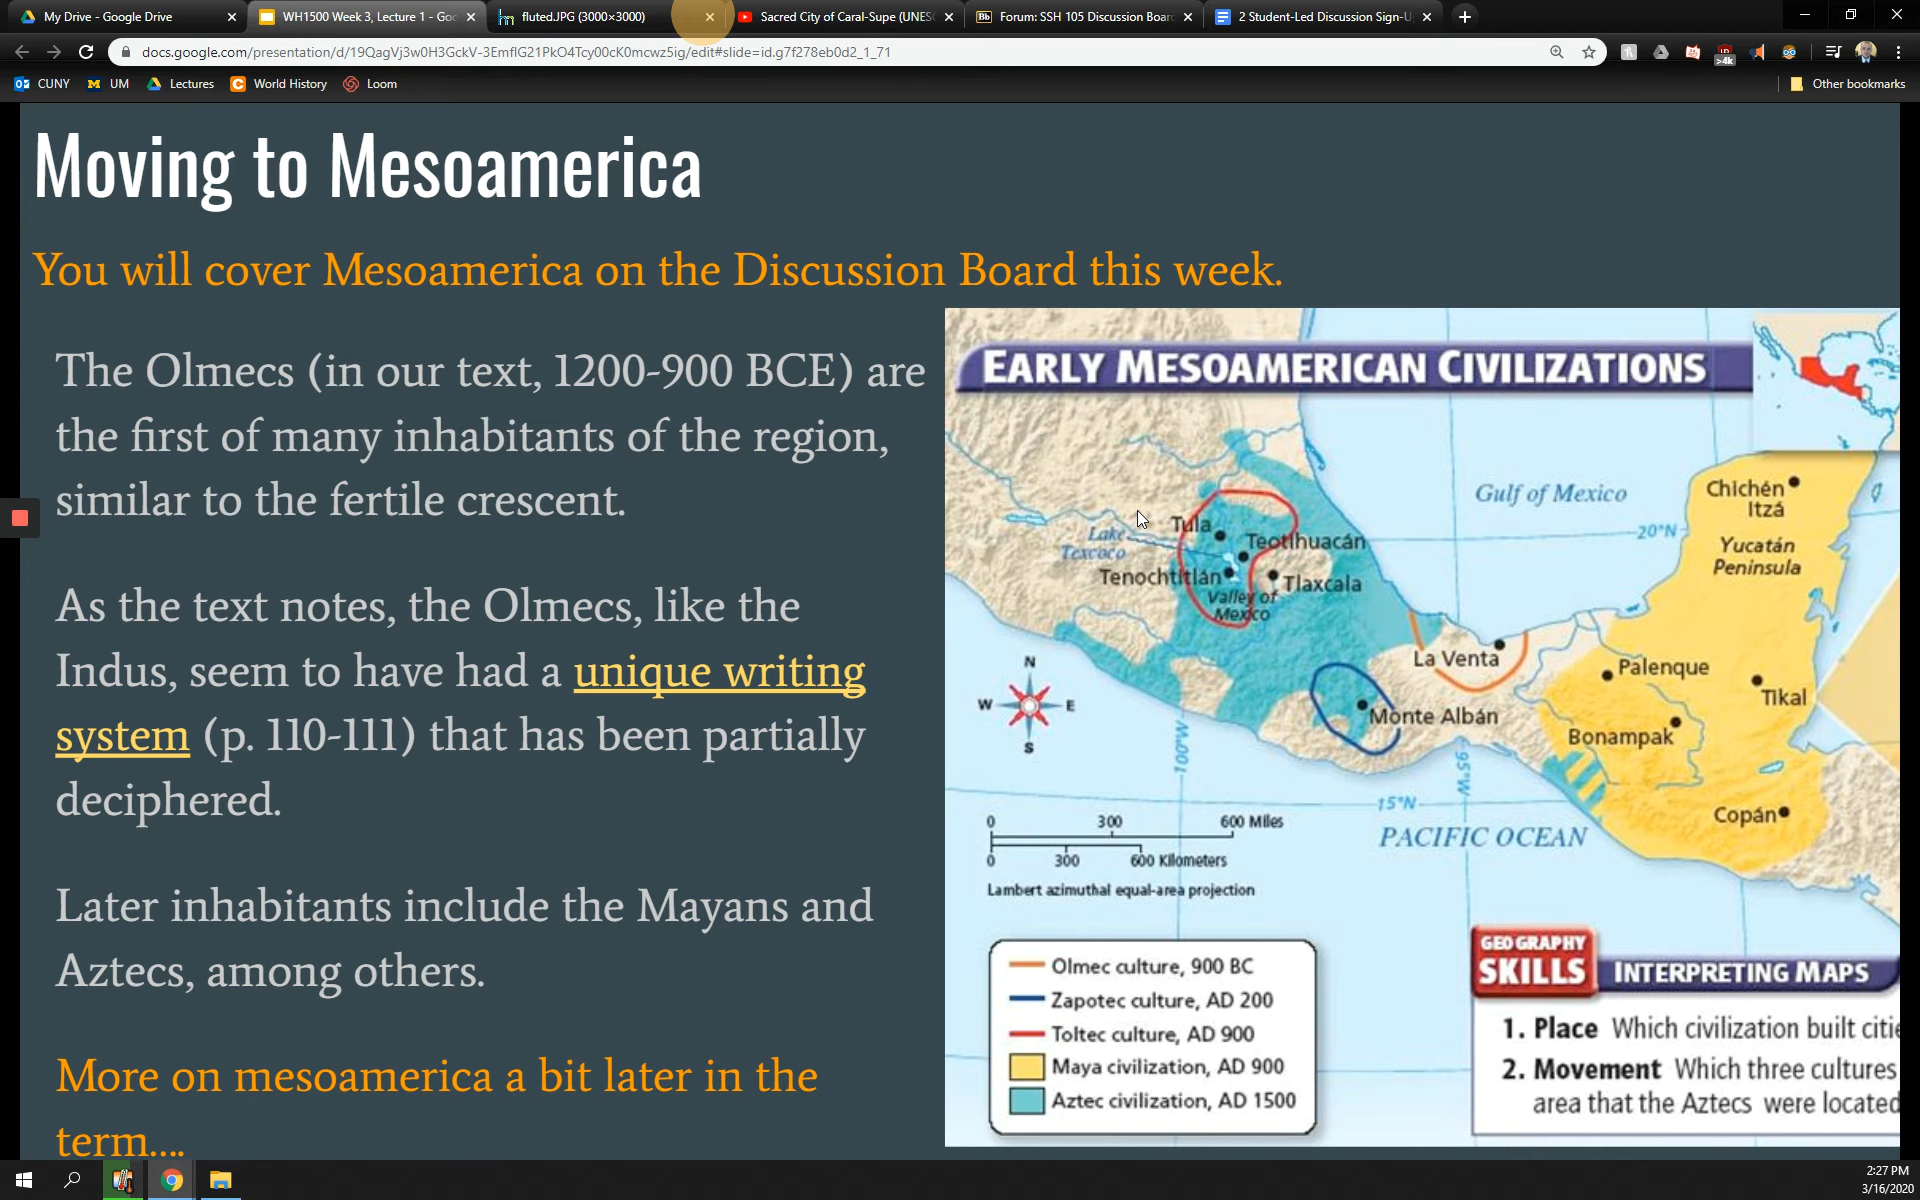 My Drive - Google Drive
WH1500 Week 3, Lecture 1 - Goo
fluted.JPG (3000×3000)
Sacred City of Caral-Supe (UNES
Forum: SSH 105 Discussion Boar
2 Student-Led Discussion Sign-U
docs.google.com/presentation/d/19QagVj3w0H3GckV-3EmflG21PkO4Tcy00cK0mcwz5ig/edit#slide=id.g7f278eb0d2_1_71
>4k
CUNY
UM
Lectures
World History
Loom
Other bookmarks
Moving to Mesoamerica
You will cover Mesoamerica on the Discussion Board this week.
The Olmecs (in our text, 1200-900 BCE) are
the first of many inhabitants of the region,
similar to the fertile crescent.
As the text notes, the Olmecs, like the
Indus, seem to have had a unique writing
system (p. 110-111) that has been partially
deciphered.
Later inhabitants include the Mayans and
Aztecs, among others.
More on mesoamerica a bit later in the
term....
EARLY MESOAMERICAN CIVILIZATIONS
Gulf of Mexico
Chichén
Itzá
20°N
Yucatán
Peninsula
Tula
Lake
Texcoco
Teotihuacán
Tenochtitlán
Tlaxcala
Valley of
Mexico
La Venta
Palenque
Tikal
Monte Albán
Bonampak
Copán
N
W
E
S
100°W
95°W
15°N
PACIFIC OCEAN
0 300 600 Miles
0 300 600 Kilometers
Lambert azimuthal equal-area projection
Olmec culture, 900 BC
Zapotec culture, AD 200
Toltec culture, AD 900
Maya civilization, AD 900
Aztec civilization, AD 1500
GEOGRAPHY
SKILLS
INTERPRETING MAPS
1. Place Which civilization built citie
2. Movement Which three cultures
area that the Aztecs were located
2:27 PM
3/16/2020